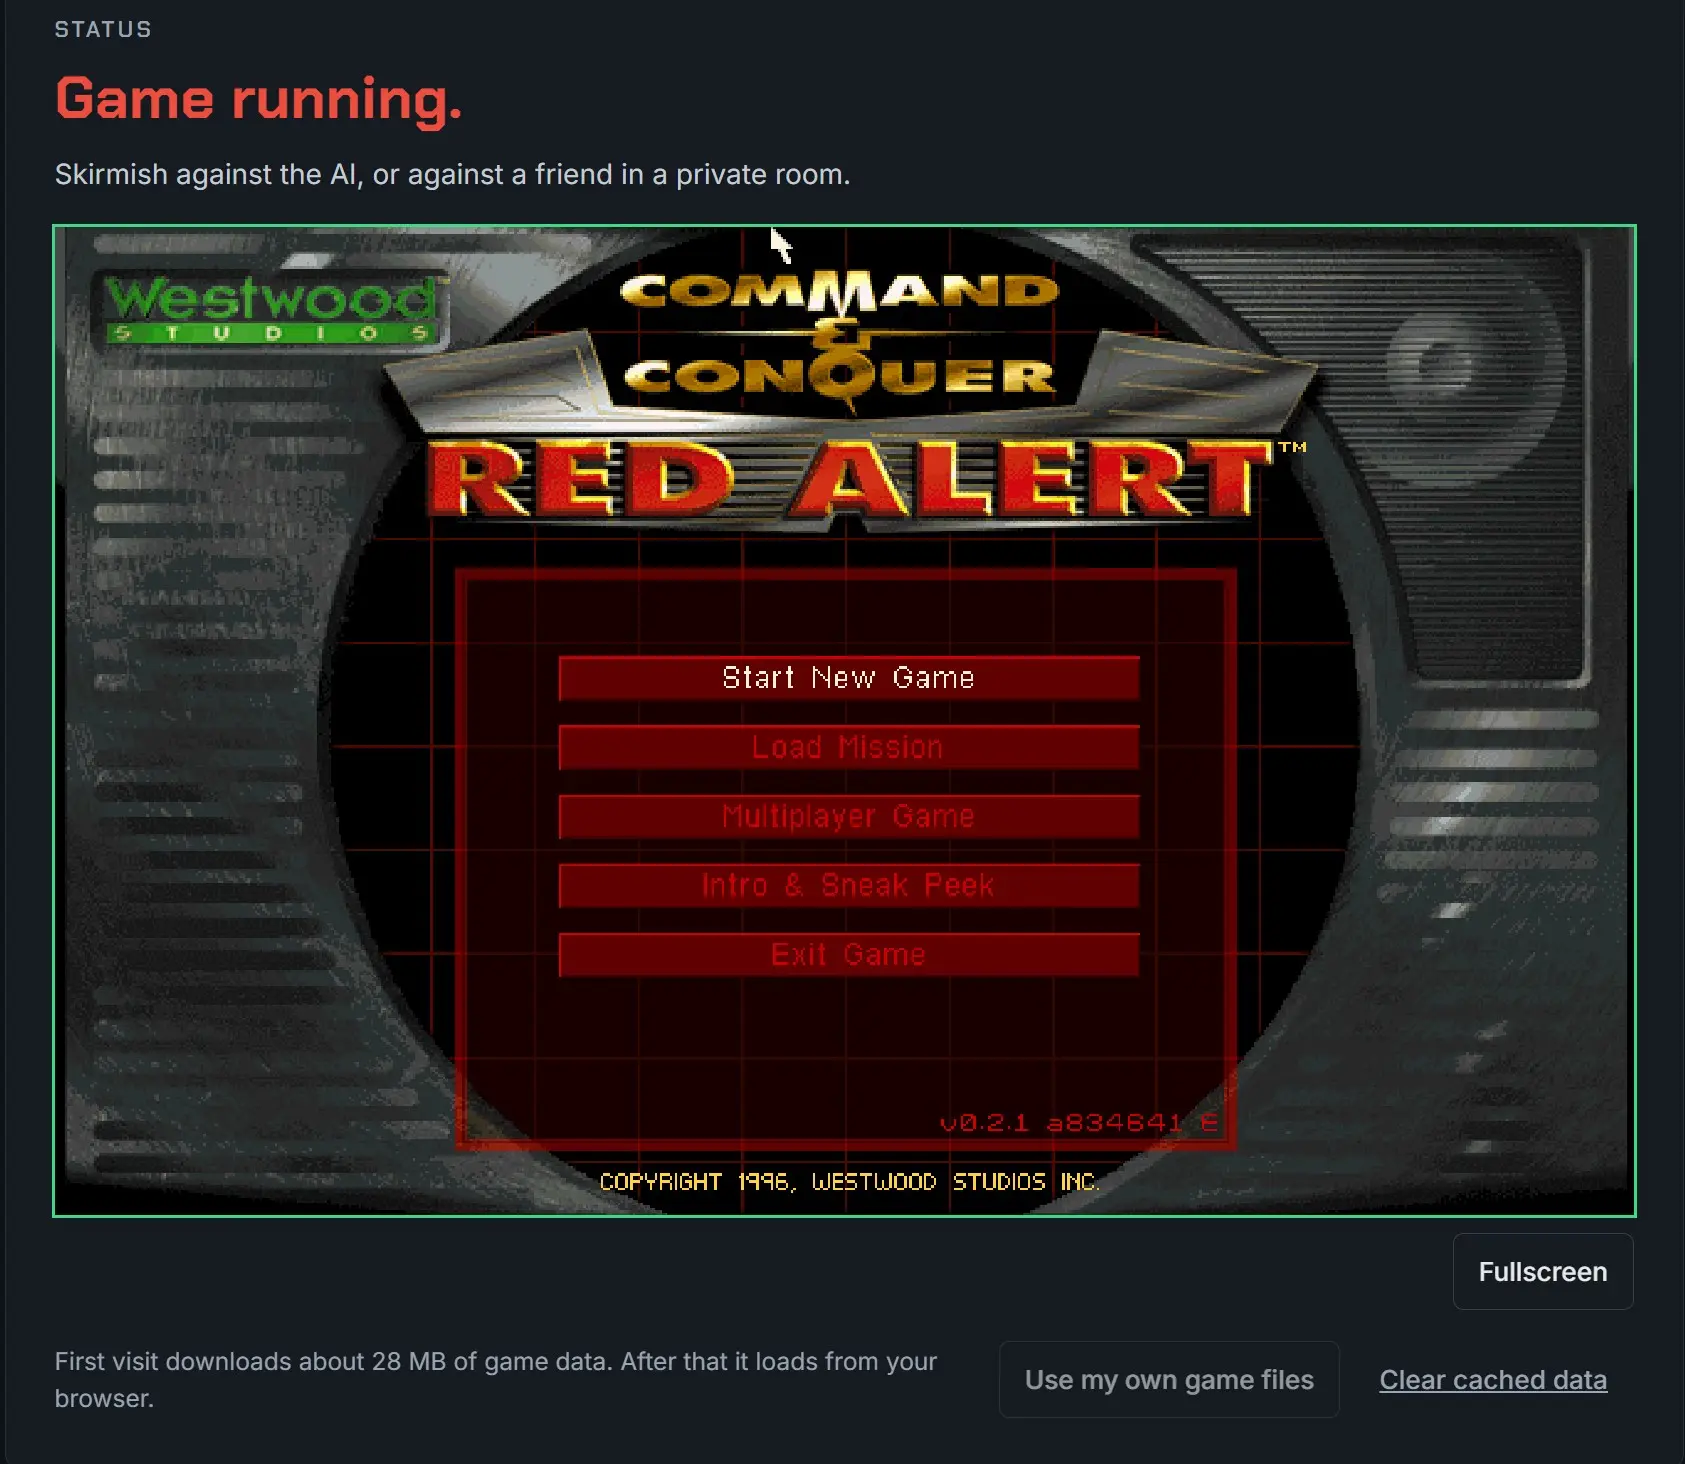 STATUS
Game running.
Skirmish against the AI, or against a friend in a private room.
Westwood
STUDIOS
COMMAND
&
CONQUER
RED ALERT™
Start New Game
Load Mission
Multiplayer Game
Intro & Sneak Peek
Exit Game
v0.2.1 a834641 E
COPYRIGHT 1996, WESTWOOD STUDIOS INC.
Fullscreen
First visit downloads about 28 MB of game data. After that it loads from your
browser.
Use my own game files
Clear cached data